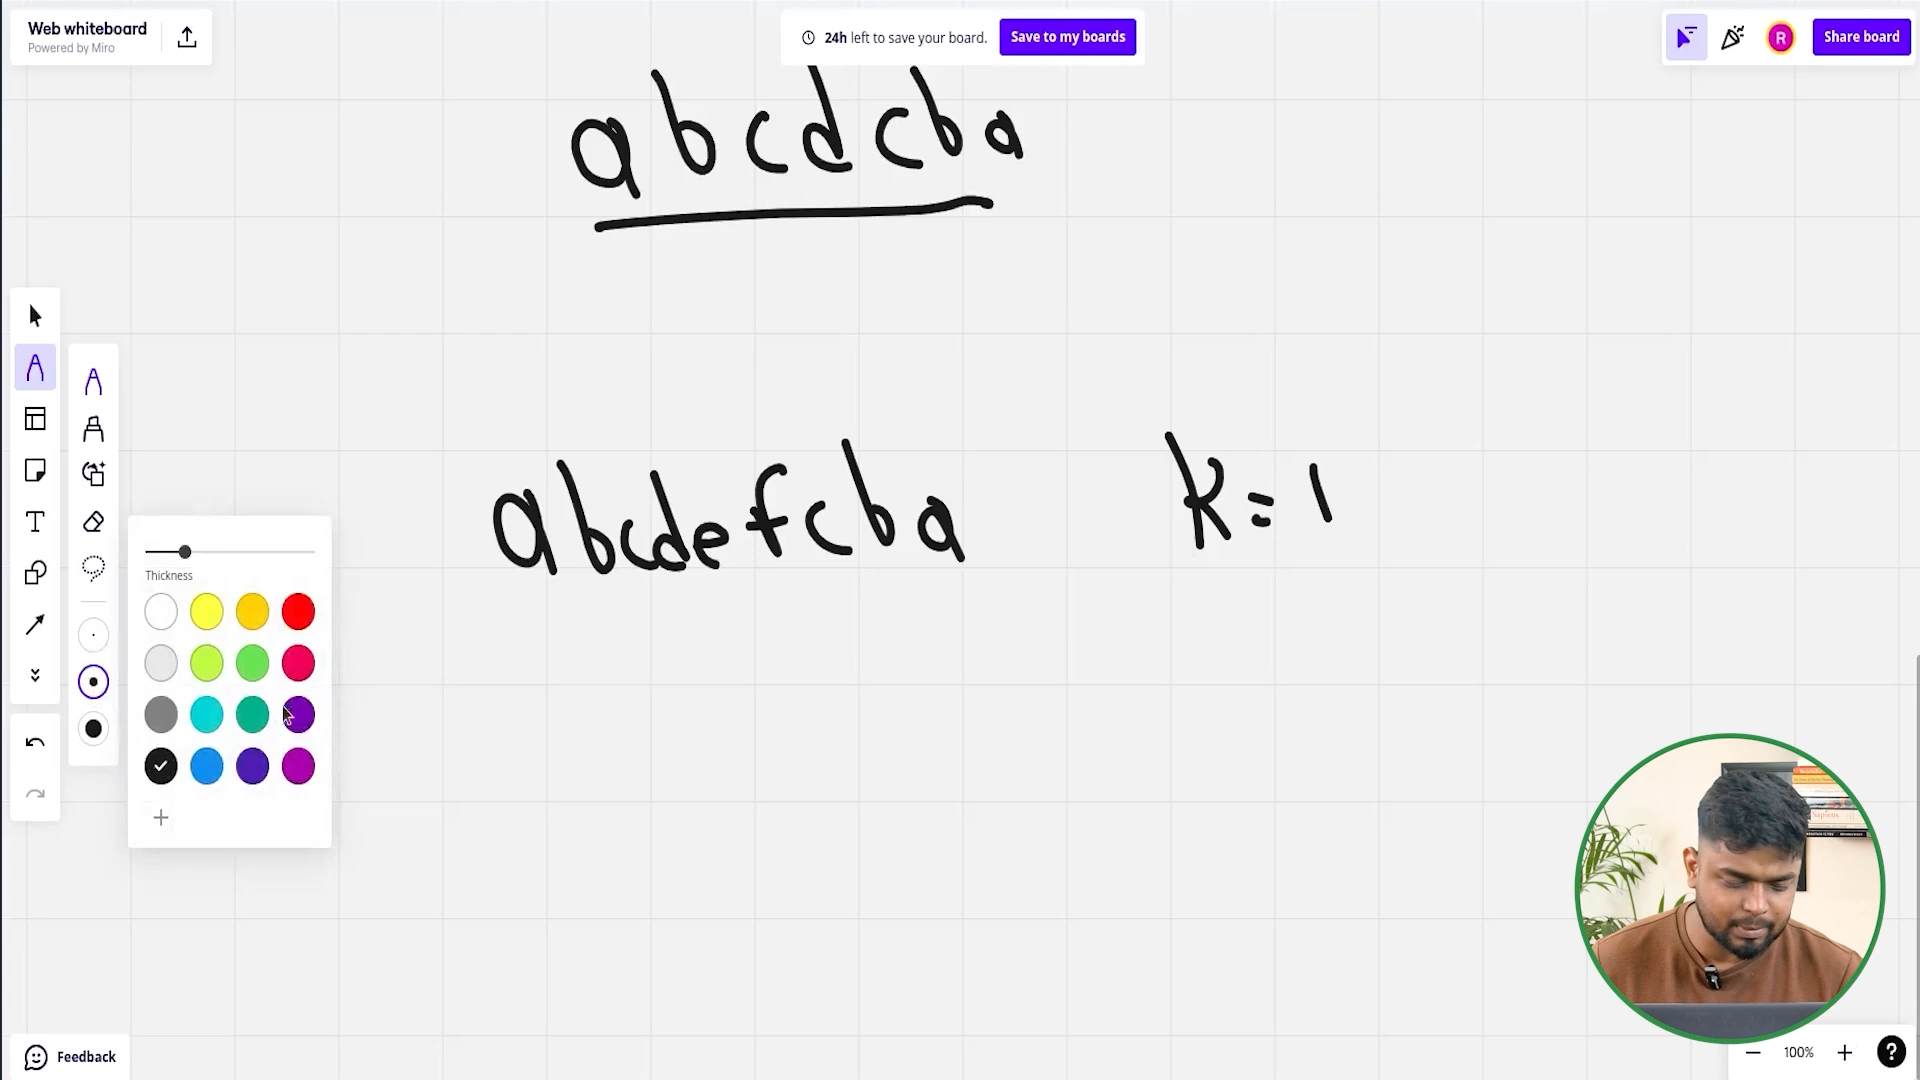 Web whiteboard
Powered by Miro
24h left to save your board.
Save to my boards
R
Share board
abcdcba
abcdefcba k=1
T
Thickness
Sapiens
Feedback
100%
?